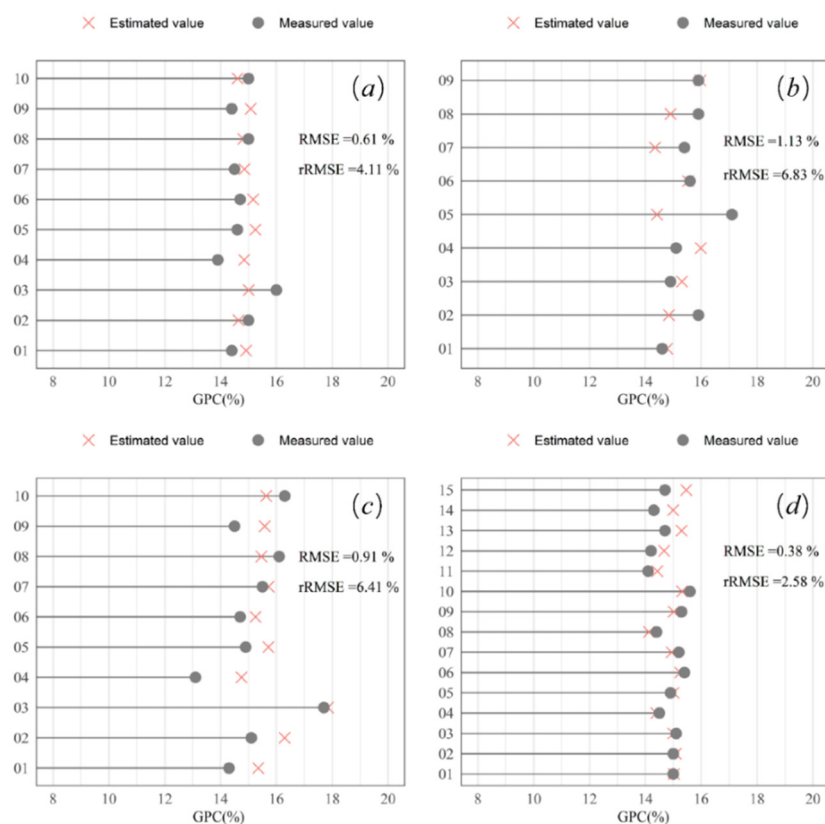 Estimated value Measured value
10
09
08
07
06
05
04
03
02
01
(a)
RMSE =0.61 %
rRMSE =4.11 %
8 10 12 14 16 18 20
GPC(%)
Estimated value Measured value
09
08
07
06
05
04
03
02
01
(b)
RMSE =1.13 %
rRMSE =6.83 %
8 10 12 14 16 18 20
GPC(%)
Estimated value Measured value
10
09
08
07
06
05
04
03
02
01
(c)
RMSE =0.91 %
rRMSE =6.41 %
8 10 12 14 16 18 20
GPC(%)
Estimated value Measured value
15
14
13
12
11
10
09
08
07
06
05
04
03
02
01
(d)
RMSE =0.38 %
rRMSE =2.58 %
8 10 12 14 16 18 20
GPC(%)